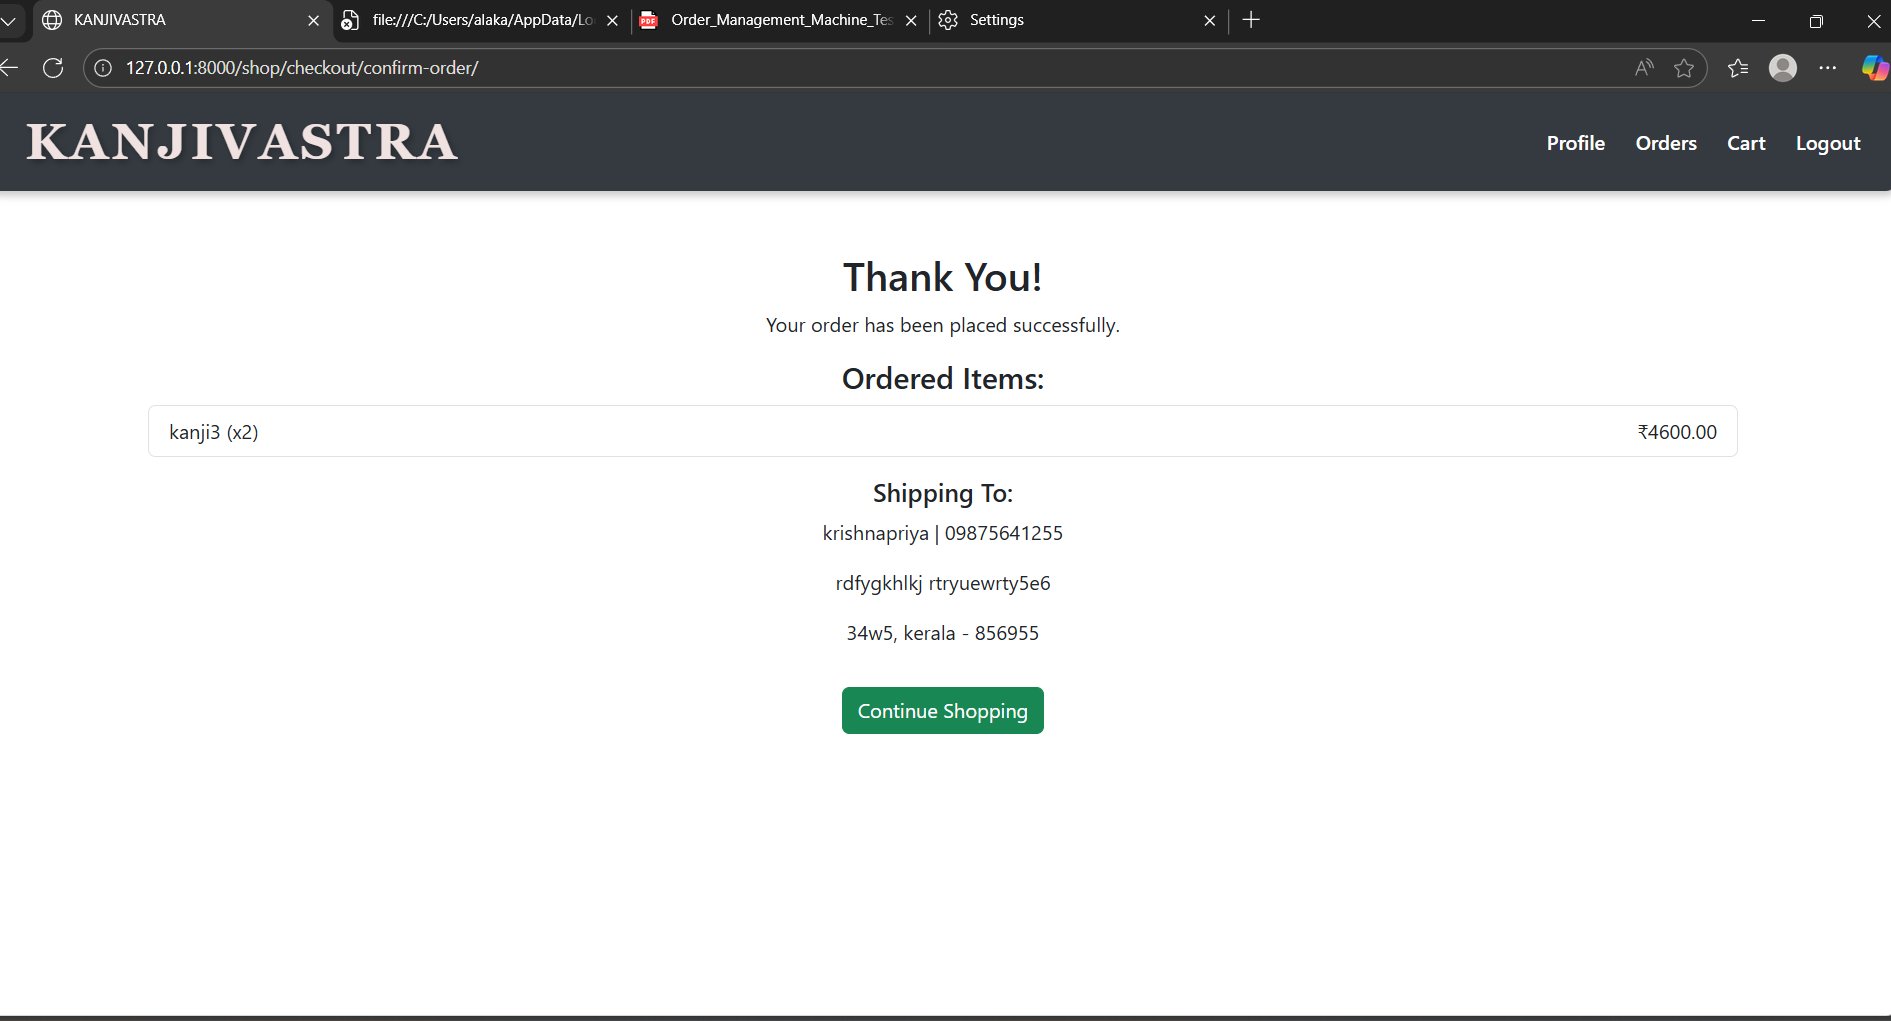 KANJIVASTRA
file:///C:/Users/alaka/AppData/Lo
Order_Management_Machine_Tes
Settings
127.0.0.1:8000/shop/checkout/confirm-order/
KANJIVASTRA
Profile Orders Cart Logout
Thank You!
Your order has been placed successfully.
Ordered Items:
kanji3 (x2) ₹4600.00
Shipping To:
krishnapriya | 09875641255
rdfygkhlkj rtryuewrty5e6
34w5, kerala - 856955
Continue Shopping